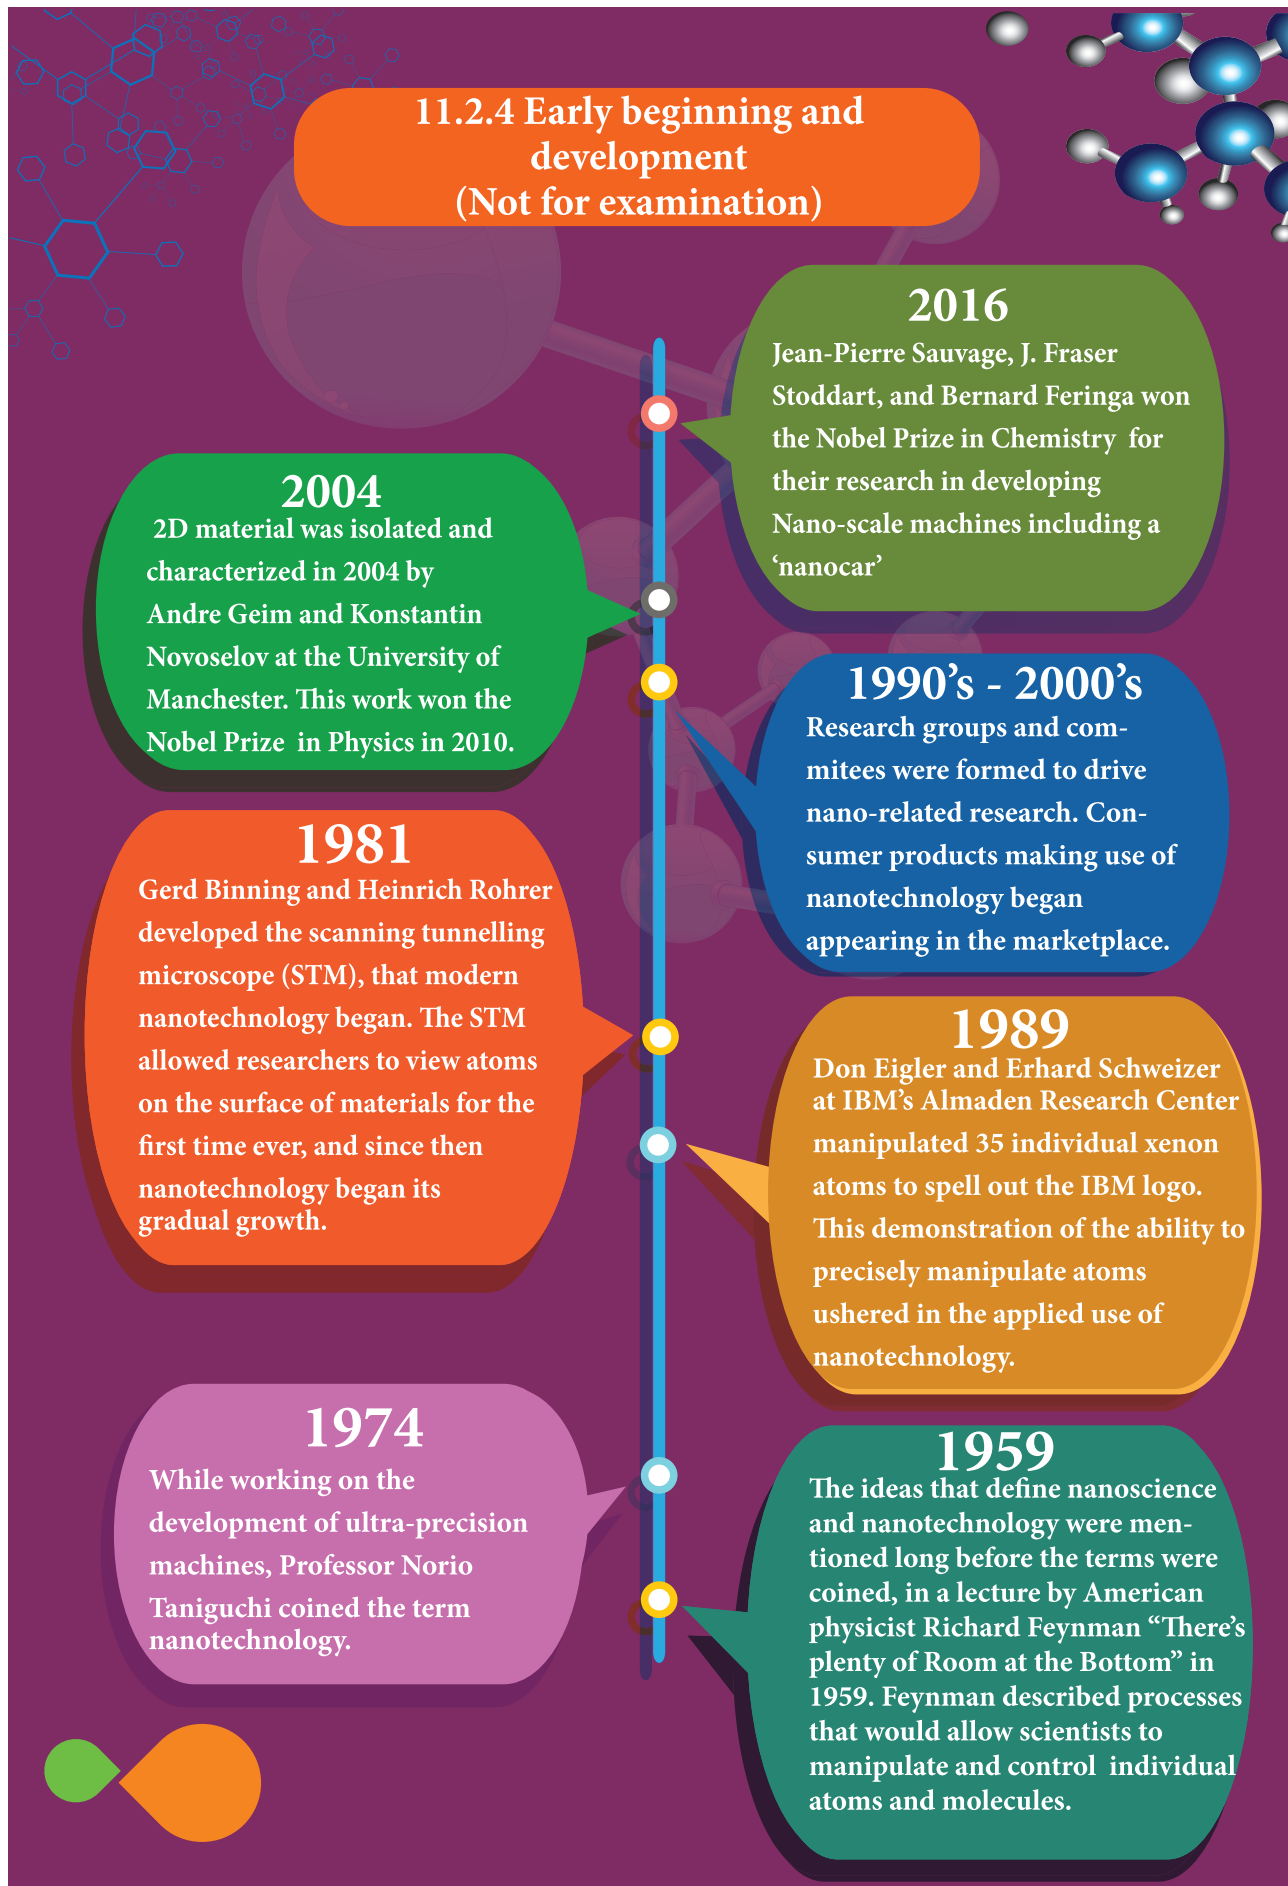 11.2.4 Early beginning and
development
(Not for examination)
2016
Jean-Pierre Sauvage, J. Fraser
Stoddart, and Bernard Feringa won
the Nobel Prize in Chemistry for
their research in developing
Nano-scale machines including a
‘nanocar’
2004
2D material was isolated and
characterized in 2004 by
Andre Geim and Konstantin
Novoselov at the University of
Manchester. This work won the
Nobel Prize in Physics in 2010.
1990’s - 2000’s
Research groups and com-
mitees were formed to drive
nano-related research. Con-
sumer products making use of
nanotechnology began
appearing in the marketplace.
1981
Gerd Binning and Heinrich Rohrer
developed the scanning tunnelling
microscope (STM), that modern
nanotechnology began. The STM
allowed researchers to view atoms
on the surface of materials for the
first time ever, and since then
nanotechnology began its
gradual growth.
1989
Don Eigler and Erhard Schweizer
at IBM’s Almaden Research Center
manipulated 35 individual xenon
atoms to spell out the IBM logo.
This demonstration of the ability to
precisely manipulate atoms
ushered in the applied use of
nanotechnology.
1974
While working on the
development of ultra-precision
machines, Professor Norio
Taniguchi coined the term
nanotechnology.
1959
The ideas that define nanoscience
and nanotechnology were men-
tioned long before the terms were
coined, in a lecture by American
physicist Richard Feynman “There’s
plenty of Room at the Bottom” in
1959. Feynman described processes
that would allow scientists to
manipulate and control individual
atoms and molecules.